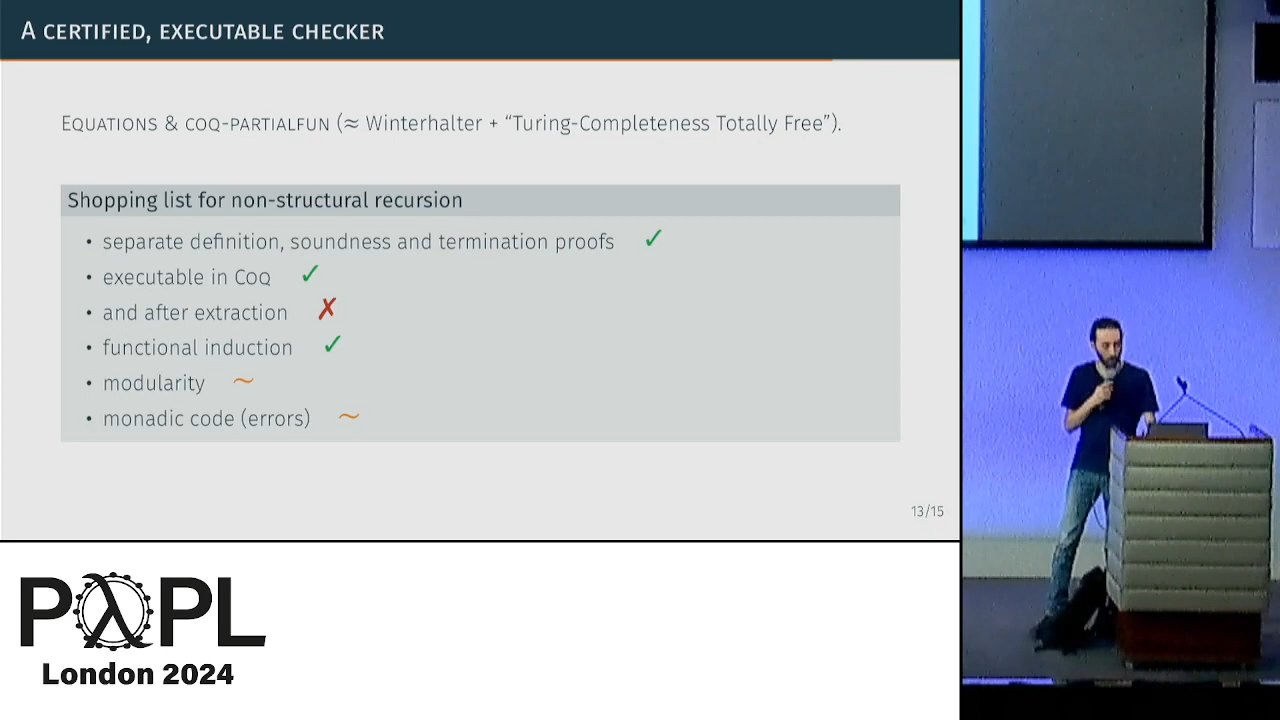 A CERTIFIED, EXECUTABLE CHECKER
EQUATIONS & COQ-PARTIALFUN (≈ Winterhalter + “Turing-Completeness Totally Free”).
Shopping list for non-structural recursion
• separate definition, soundness and termination proofs ✓
• executable in COQ ✓
• and after extraction ✗
• functional induction ✓
• modularity ~
• monadic code (errors) ~
13/15
PλPL
London 2024